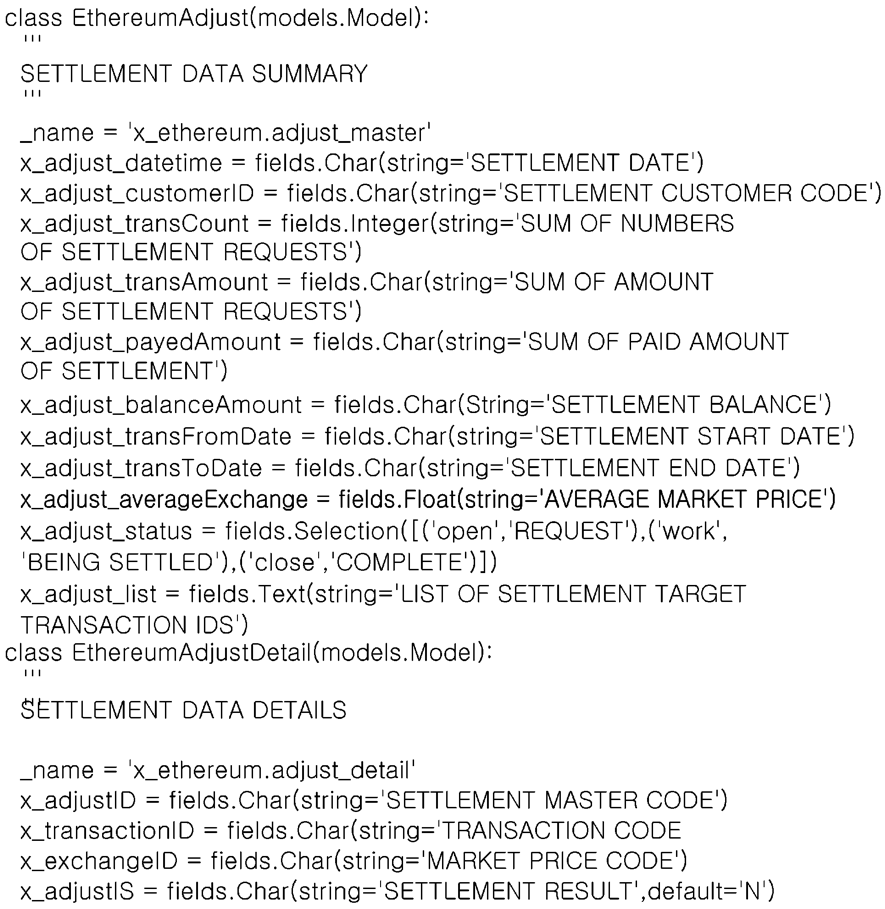 class EthereumAdjust(models.Model):
'''
SETTLEMENT DATA SUMMARY
'''
_name = 'x_ethereum.adjust_master'
x_adjust_datetime = fields.Char(string='SETTLEMENT DATE')
x_adjust_customerID = fields.Char(string='SETTLEMENT CUSTOMER CODE')
x_adjust_transCount = fields.Integer(string='SUM OF NUMBERS
OF SETTLEMENT REQUESTS')
x_adjust_transAmount = fields.Char(string='SUM OF AMOUNT
OF SETTLEMENT REQUESTS')
x_adjust_payedAmount = fields.Char(string='SUM OF PAID AMOUNT
OF SETTLEMENT')
x_adjust_balanceAmount = fields.Char(String='SETTLEMENT BALANCE')
x_adjust_transFromDate = fields.Char(string='SETTLEMENT START DATE')
x_adjust_transToDate = fields.Char(string='SETTLEMENT END DATE')
x_adjust_averageExchange = fields.Float(string='AVERAGE MARKET PRICE')
x_adjust_status = fields.Selection([('open','REQUEST'),('work',
'BEING SETTLED'),('close','COMPLETE')])
x_adjust_list = fields.Text(string='LIST OF SETTLEMENT TARGET
TRANSACTION IDS')
class EthereumAdjustDetail(models.Model):
'''
'''
SETTLEMENT DATA DETAILS
_name = 'x_ethereum.adjust_detail'
x_adjustID = fields.Char(string='SETTLEMENT MASTER CODE')
x_transactionID = fields.Char(string='TRANSACTION CODE
x_exchangeID = fields.Char(string='MARKET PRICE CODE')
x_adjustIS = fields.Char(string='SETTLEMENT RESULT',default='N')